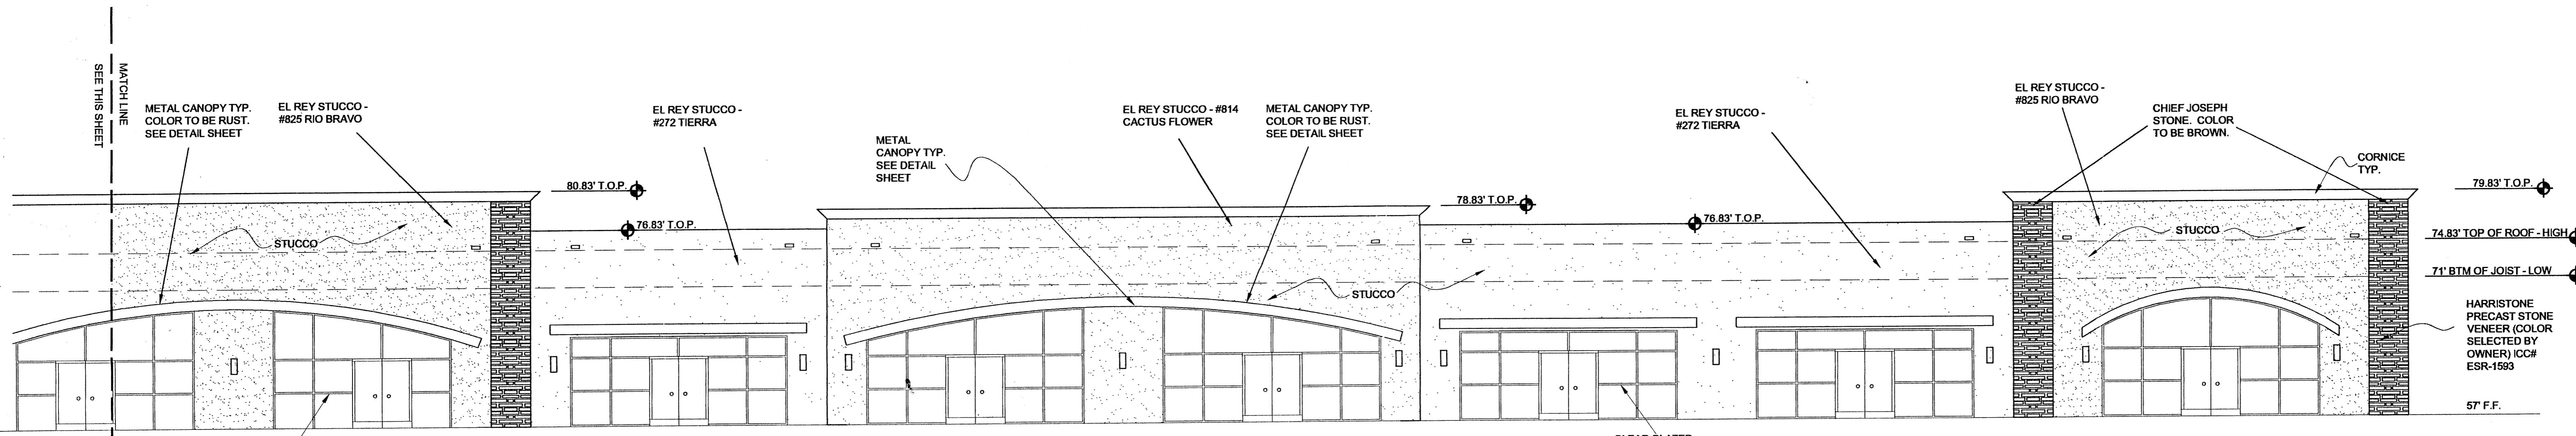 MATCH LINE
SEE THIS SHEET
METAL CANOPY TYP.
COLOR TO BE RUST.
SEE DETAIL SHEET
EL REY STUCCO -
#825 RIO BRAVO
EL REY STUCCO -
#272 TIERRA
METAL
CANOPY TYP.
SEE DETAIL
SHEET
EL REY STUCCO - #814
CACTUS FLOWER
METAL CANOPY TYP.
COLOR TO BE RUST.
SEE DETAIL SHEET
EL REY STUCCO -
#272 TIERRA
EL REY STUCCO -
#825 RIO BRAVO
CHIEF JOSEPH
STONE. COLOR
TO BE BROWN.
CORNICE
TYP.
80.83' T.O.P.
76.83' T.O.P.
78.83' T.O.P.
76.83' T.O.P.
79.83' T.O.P.
STUCCO
STUCCO
STUCCO
74.83' TOP OF ROOF - HIGH
71' BTM OF JOIST - LOW
HARRISTONE
PRECAST STONE
VENEER (COLOR
SELECTED BY
OWNER) ICC#
ESR-1593
57' F.F.